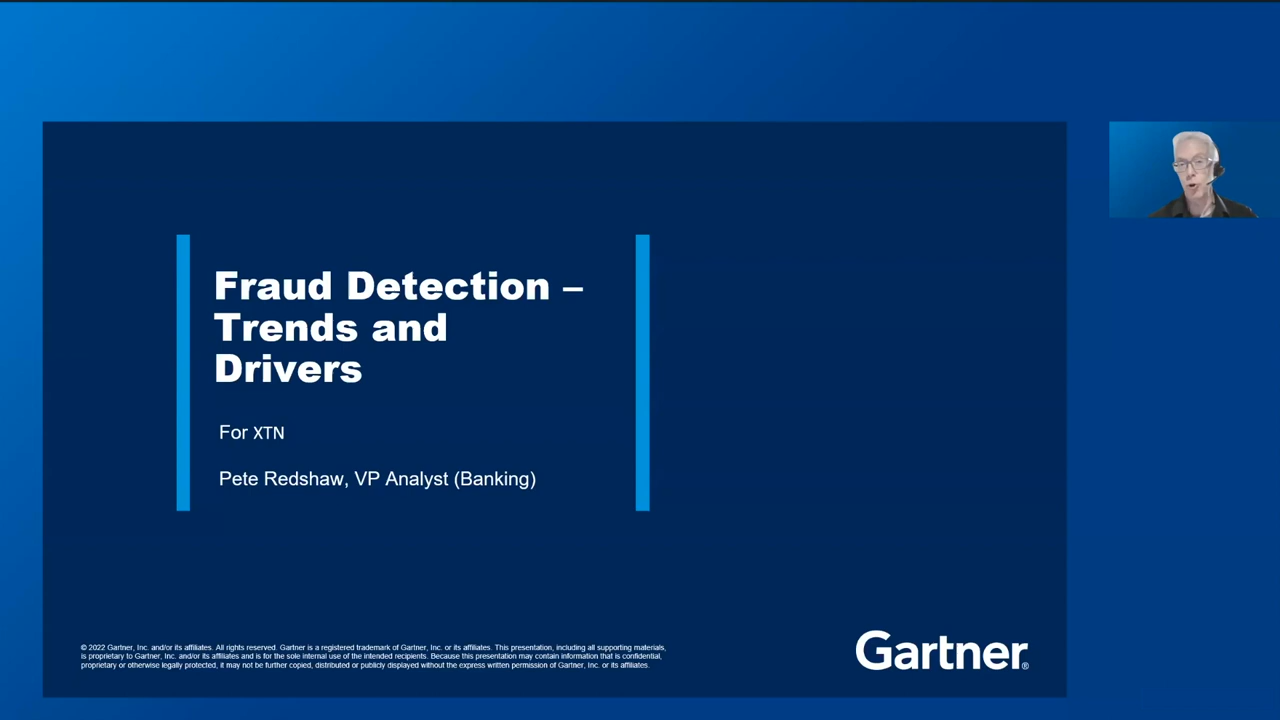 Fraud Detection –
Trends and
Drivers
For XTN
Pete Redshaw, VP Analyst (Banking)
© 2022 Gartner, Inc. and/or its affiliates. All rights reserved. Gartner is a registered trademark of Gartner, Inc. or its affiliates. This presentation, including all supporting materials,
is proprietary to Gartner, Inc. and/or its affiliates and is for the sole internal use of the intended recipients. Because this presentation may contain information that is confidential,
proprietary or otherwise legally protected, it may not be further copied, distributed or publicly displayed without the express written permission of Gartner, Inc. or its affiliates.
Gartner®